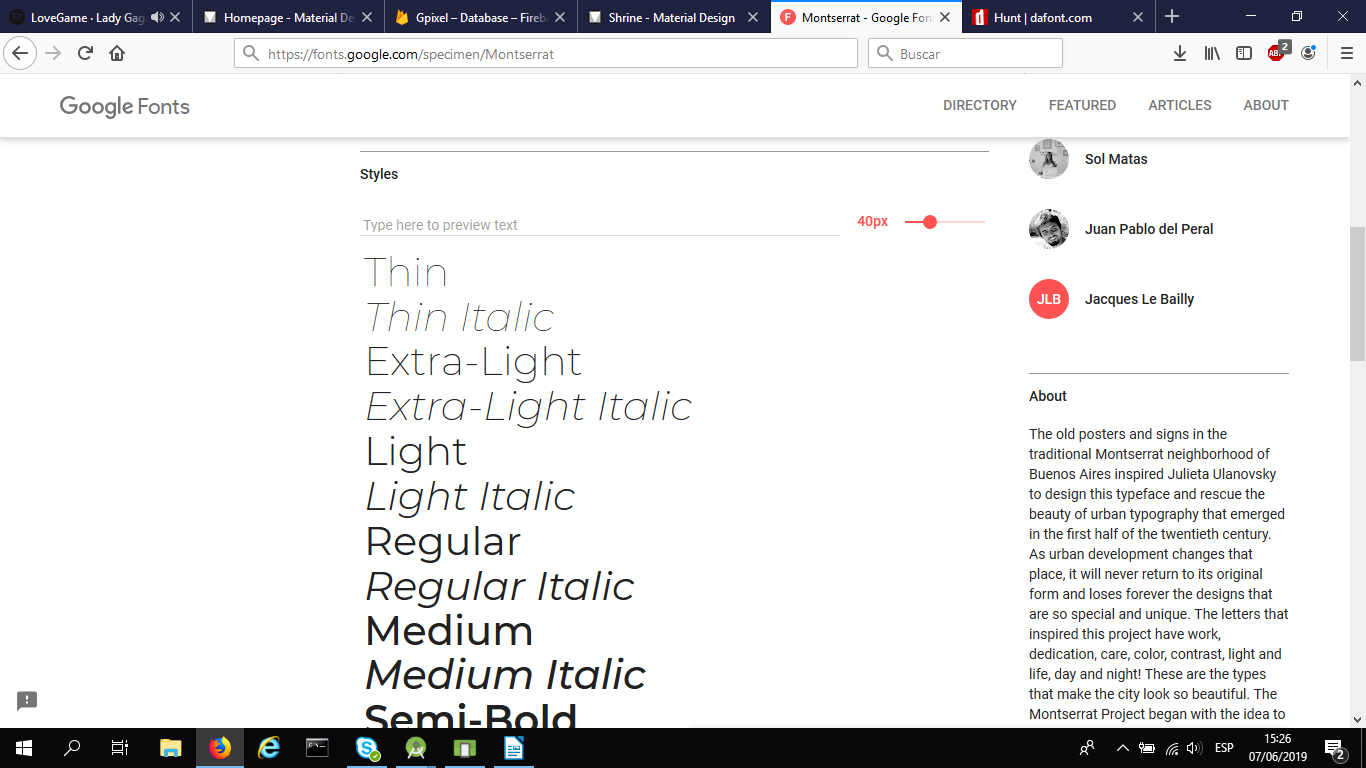 LoveGame · Lady Gag
Homepage - Material De
Gpixel – Database – Fireba
Shrine - Material Design
Montserrat - Google Fon
Hunt | dafont.com
https://fonts.google.com/specimen/Montserrat
Buscar
ABP
2
Google Fonts
DIRECTORY
FEATURED
ARTICLES
ABOUT
Styles
Type here to preview text
40px
Thin
Thin Italic
Extra-Light
Extra-Light Italic
Light
Light Italic
Regular
Regular Italic
Medium
Medium Italic
Semi-Bold
Sol Matas
Juan Pablo del Peral
JLB
Jacques Le Bailly
About
The old posters and signs in the
traditional Montserrat neighborhood of
Buenos Aires inspired Julieta Ulanovsky
to design this typeface and rescue the
beauty of urban typography that emerged
in the first half of the twentieth century.
As urban development changes that
place, it will never return to its original
form and loses forever the designs that
are so special and unique. The letters that
inspired this project have work,
dedication, care, color, contrast, light and
life, day and night! These are the types
that make the city look so beautiful. The
Montserrat Project began with the idea to
ESP
15:26
07/06/2019
2